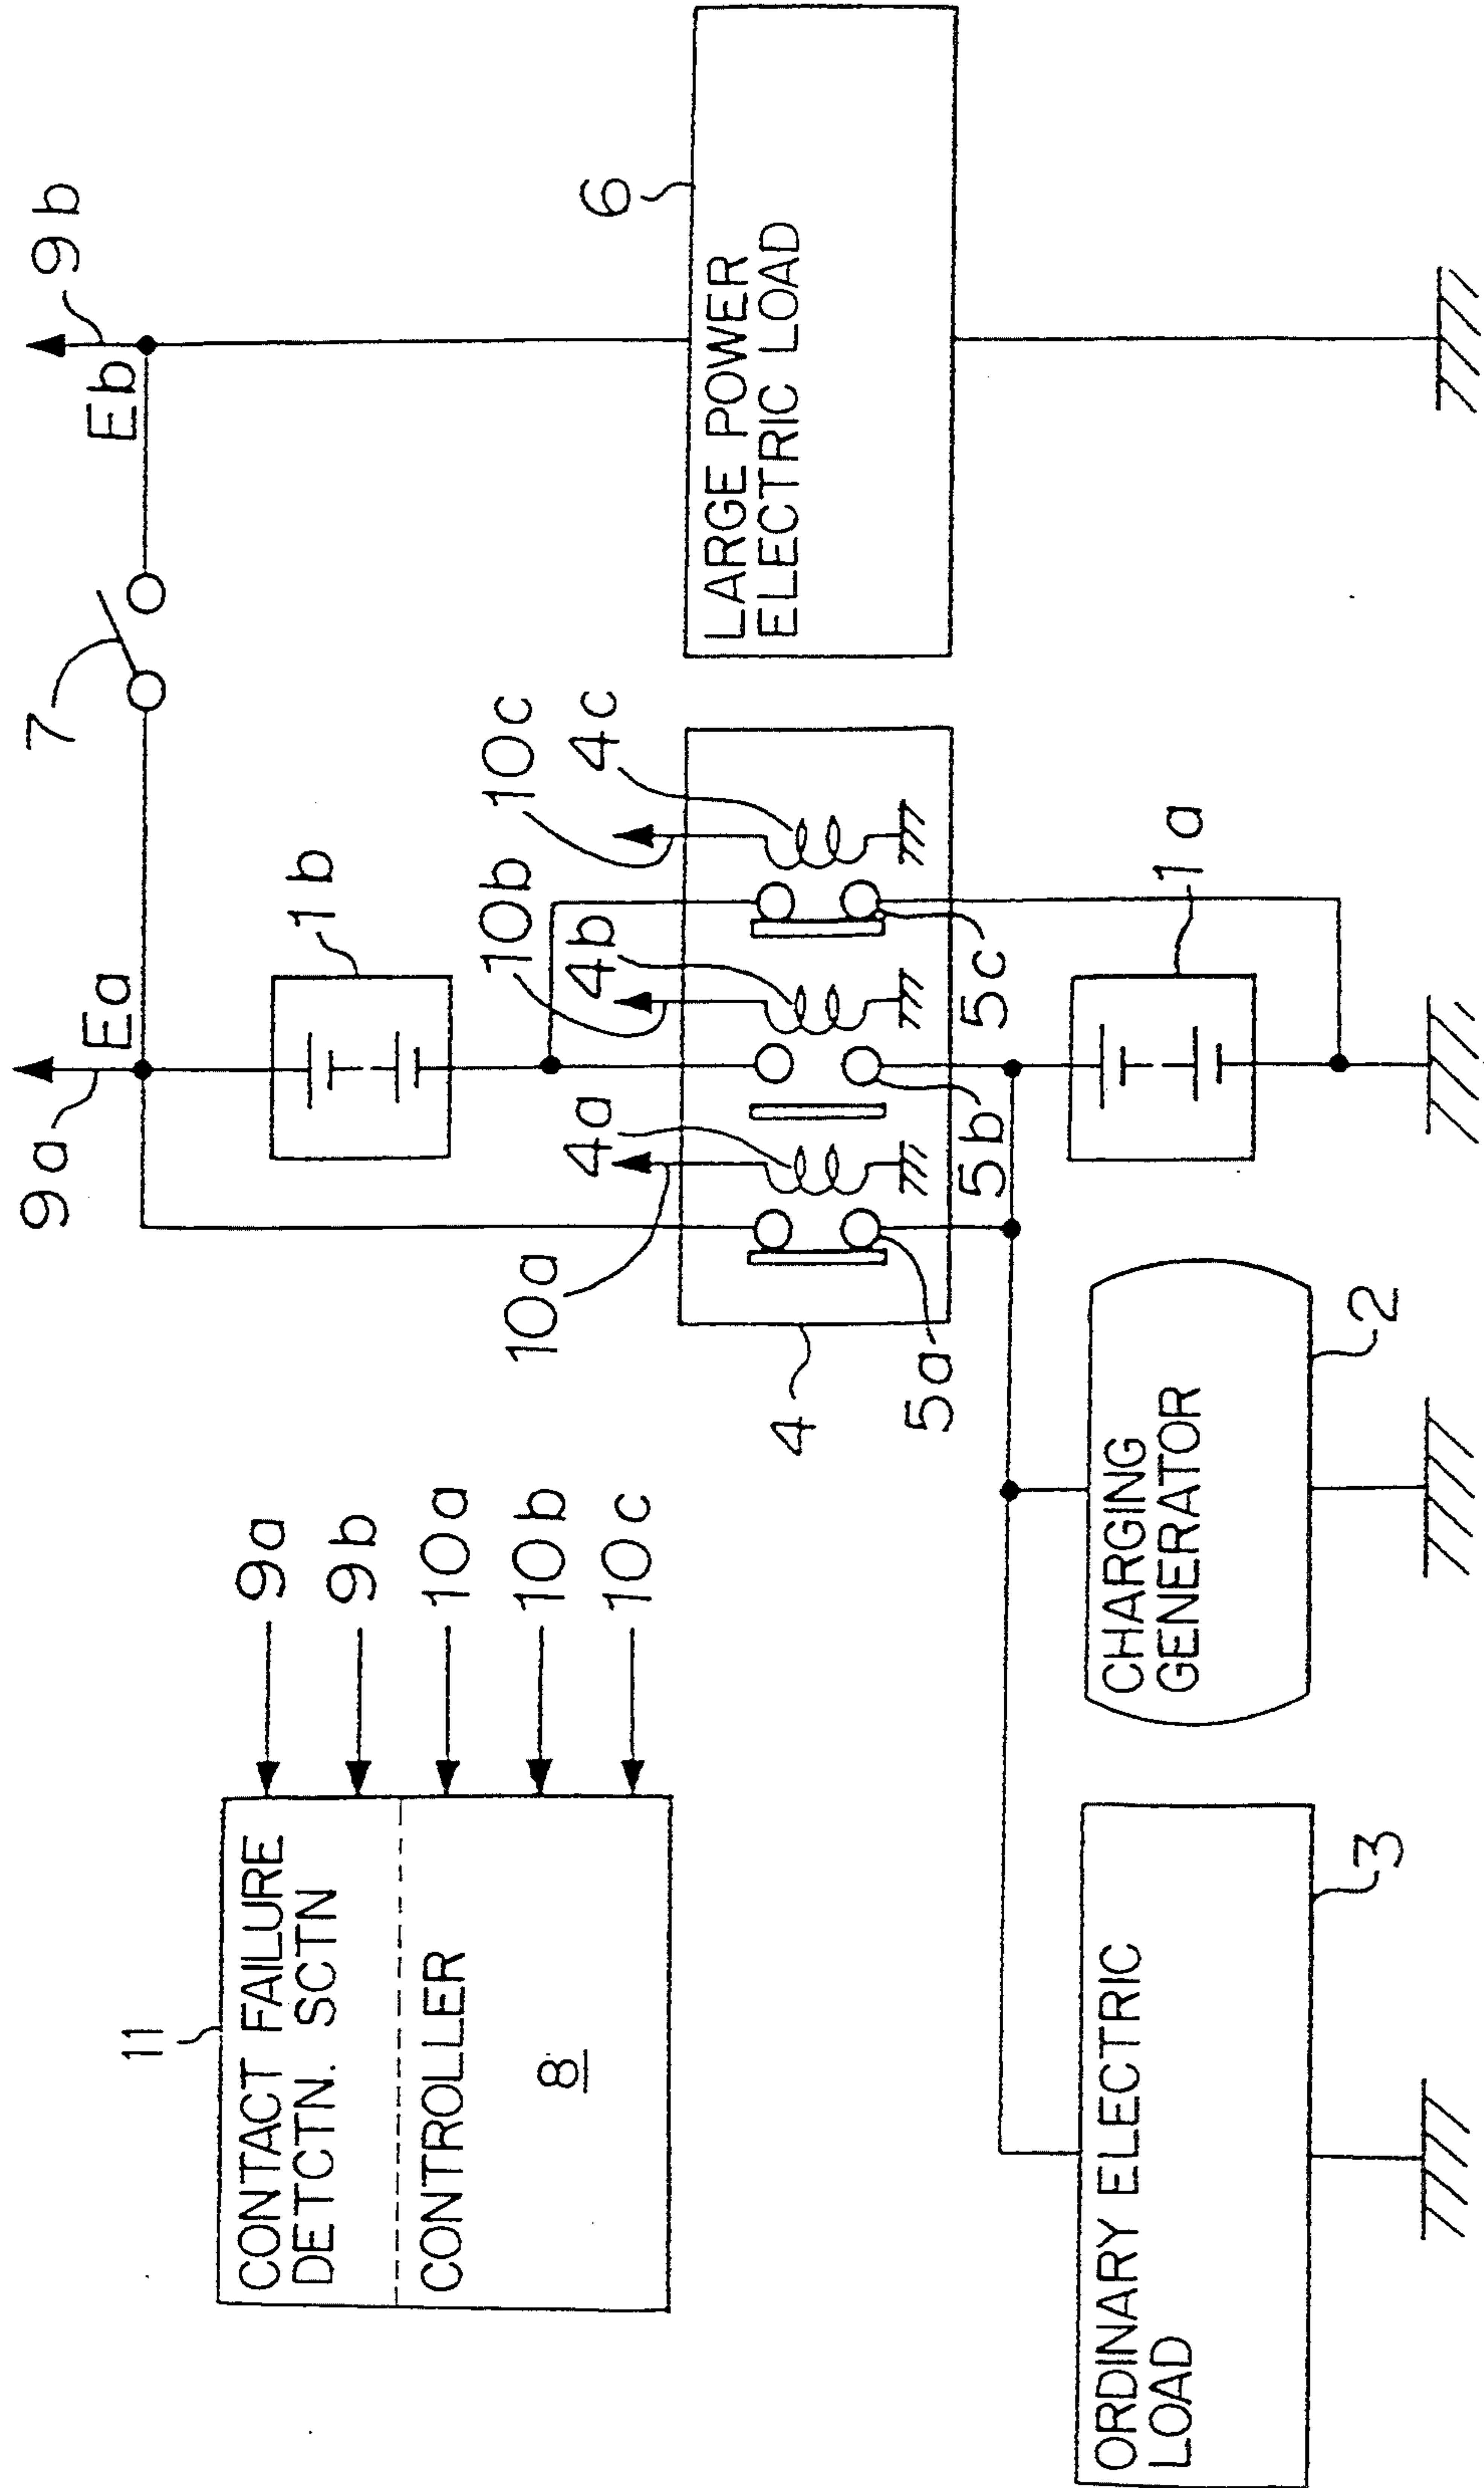 11
CONTACT FAILURE
DETCTN. SCTN
CONTROLLER
8
9a
9b
10a
10b
10c
9a
Ea
7
Eb
9b
1b
10a
4a
10b
4b
10c
4c
4
5a
5b
5c
6
LARGE POWER
ELECTRIC LOAD
ORDINARY ELECTRIC
LOAD
3
CHARGING
GENERATOR
2
1a